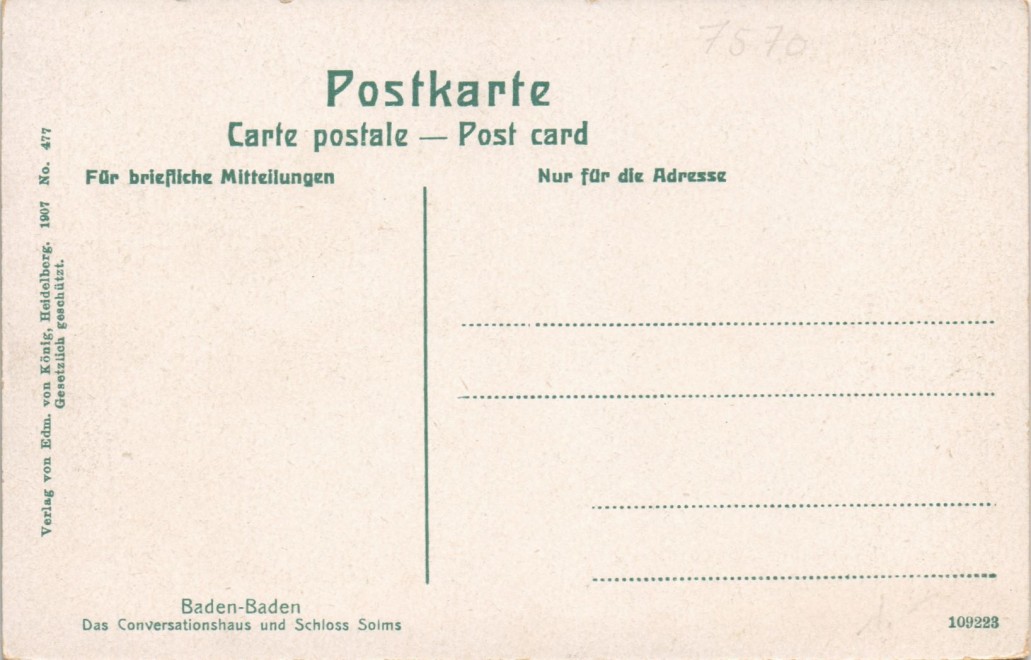 7570
Postkarte
Carte postale — Post card
Für briefliche Mitteilungen
Nur für die Adresse
Verlag von Edm. von König, Heidelberg. 1907 No. 477
Gesetzlich geschützt.
Baden-Baden
Das Conversationshaus und Schloss Solms
109223